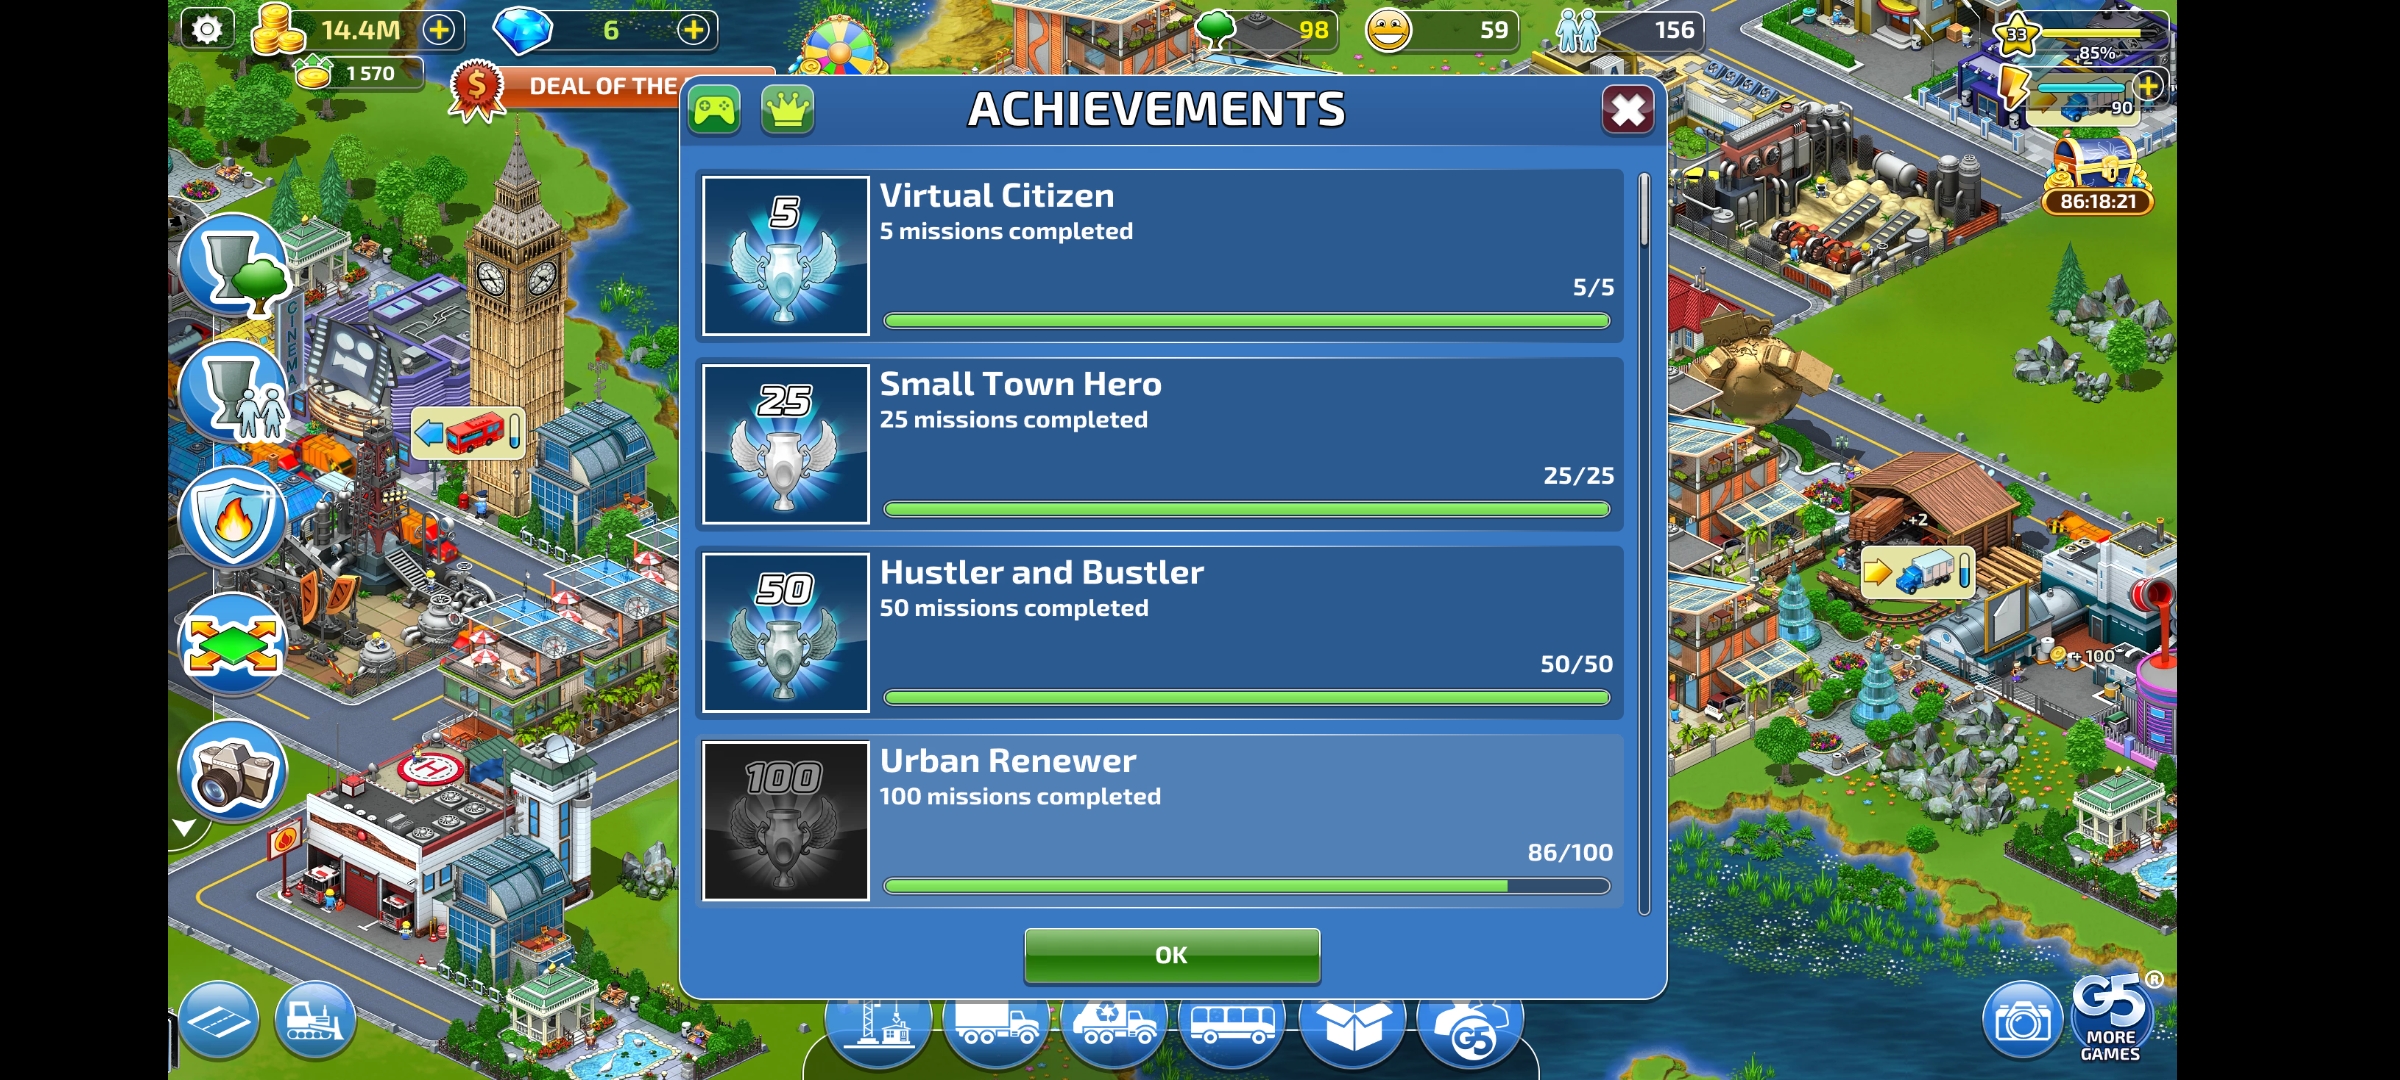 14.4M
6
98
59
156
33
85%
1 570
DEAL OF THE
90
86:18:21
ACHIEVEMENTS
5
Virtual Citizen
5 missions completed
5/5
25
Small Town Hero
25 missions completed
25/25
50
Hustler and Bustler
50 missions completed
50/50
100
Urban Renewer
100 missions completed
86/100
OK
CINEMA
H
+2
+100
G5
G5®
MORE
GAMES